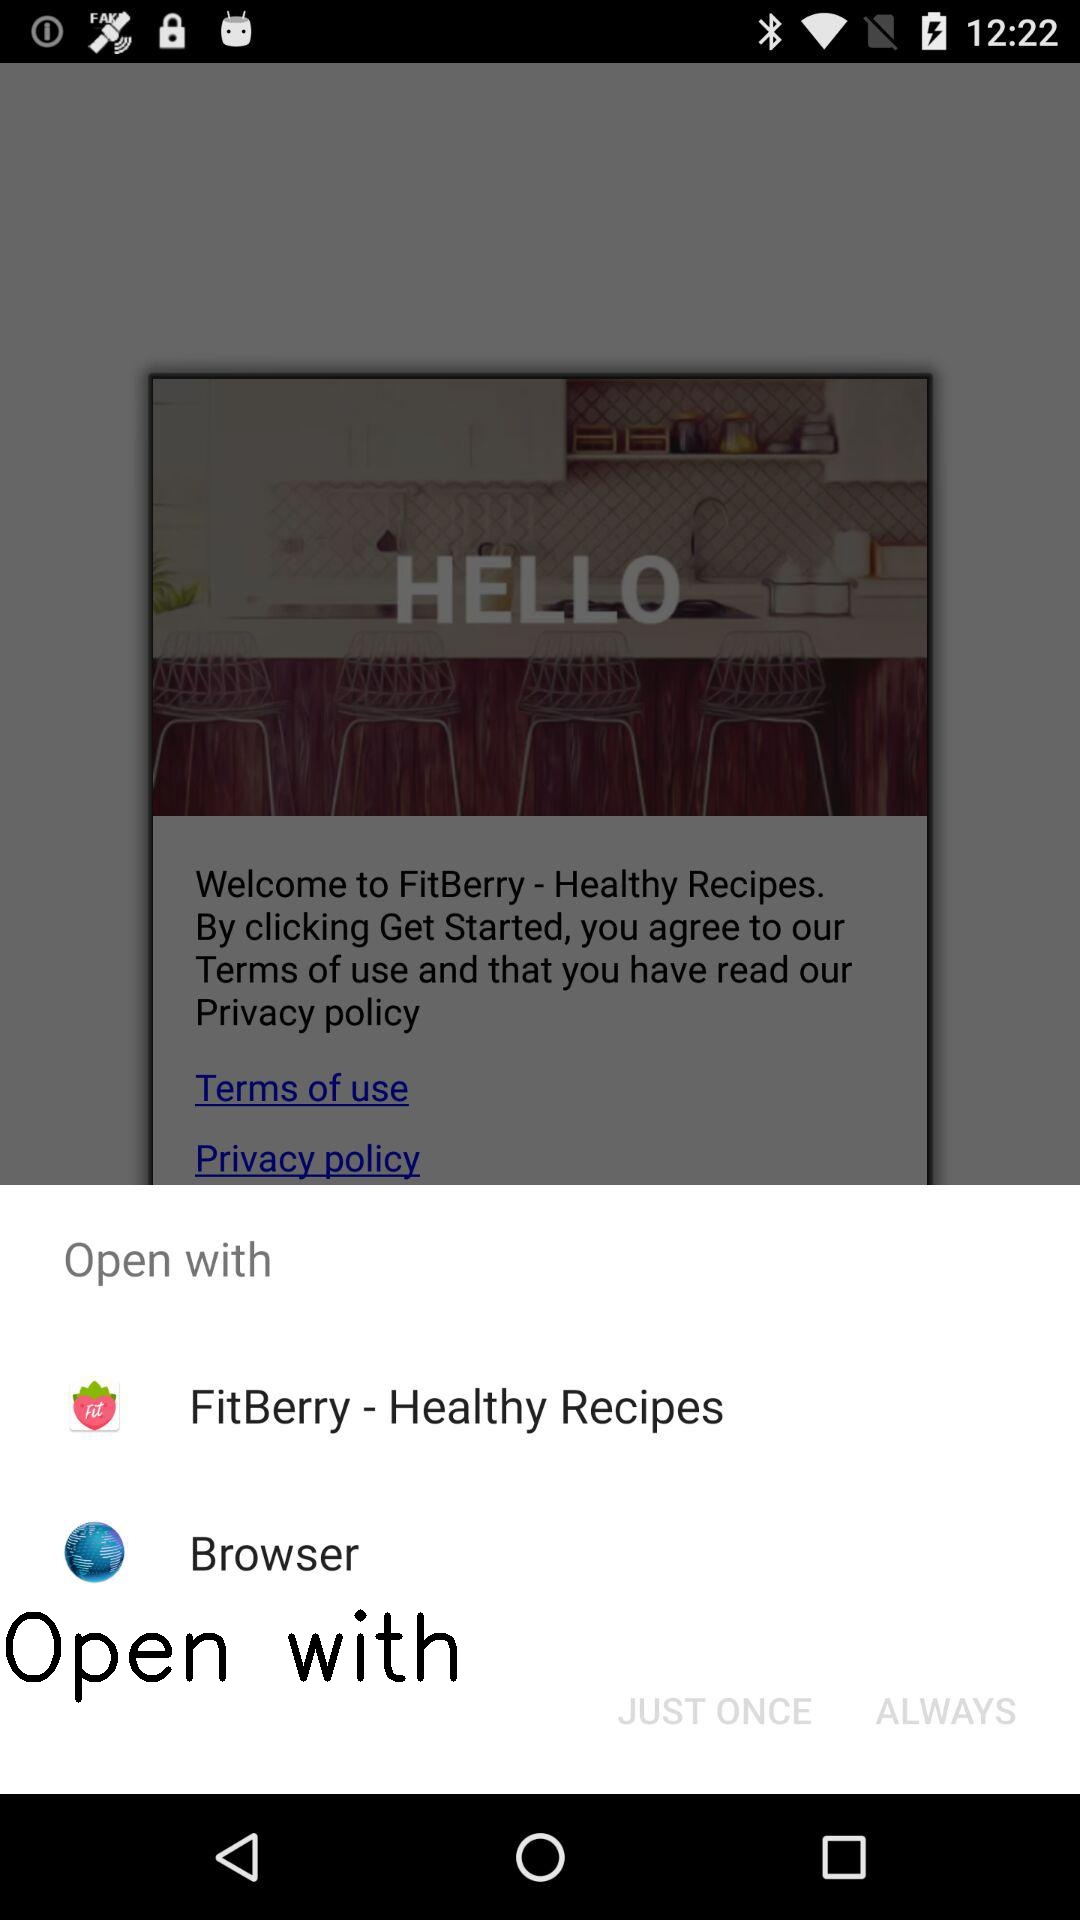 FAKE
12:22
HELLO
Welcome to FitBerry - Healthy Recipes.
By clicking Get Started, you agree to our
Terms of use and that you have read our
Privacy policy
Terms of use
Privacy policy
Open with
Fit
FitBerry - Healthy Recipes
Browser
Open with
JUST ONCE
ALWAYS